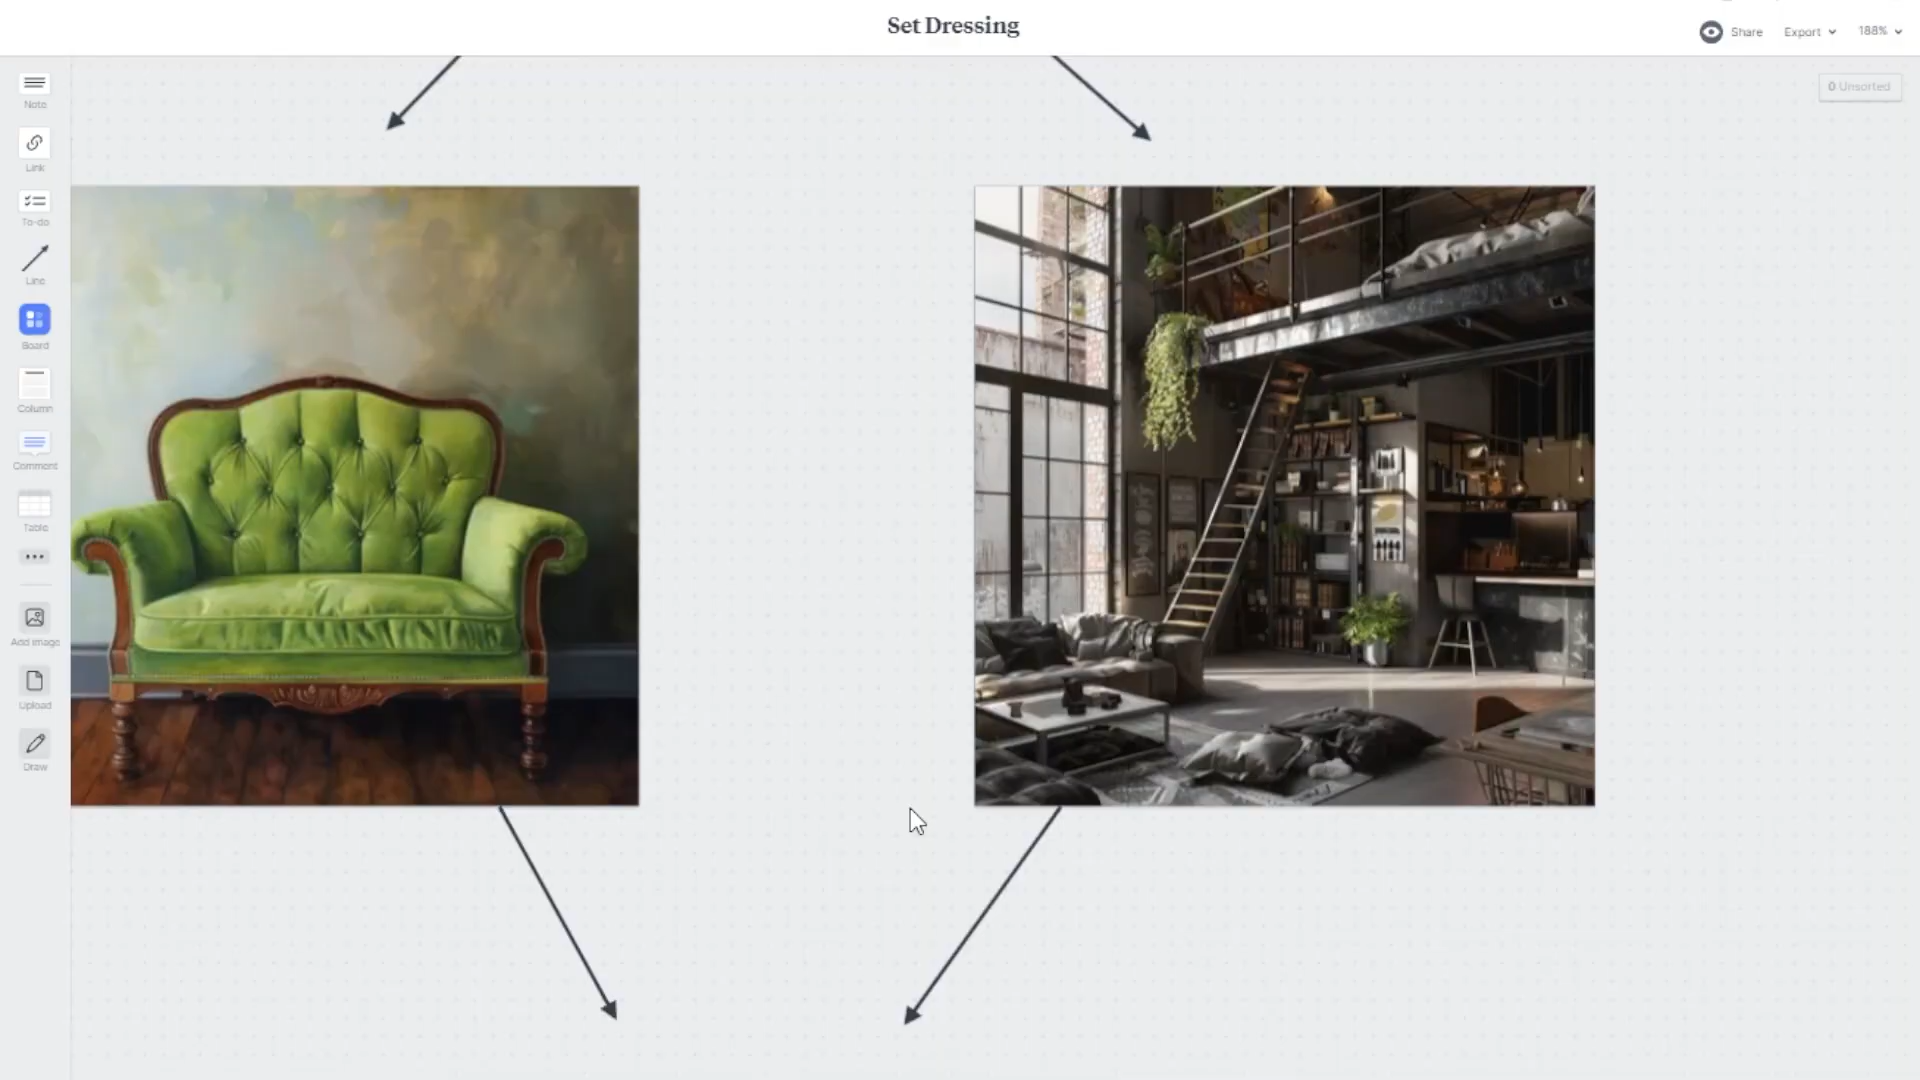 Set Dressing
Share
Export
188%
0 Unsorted
Note
Link
To-do
Line
Board
Column
Comment
Table
Add image
Upload
Draw